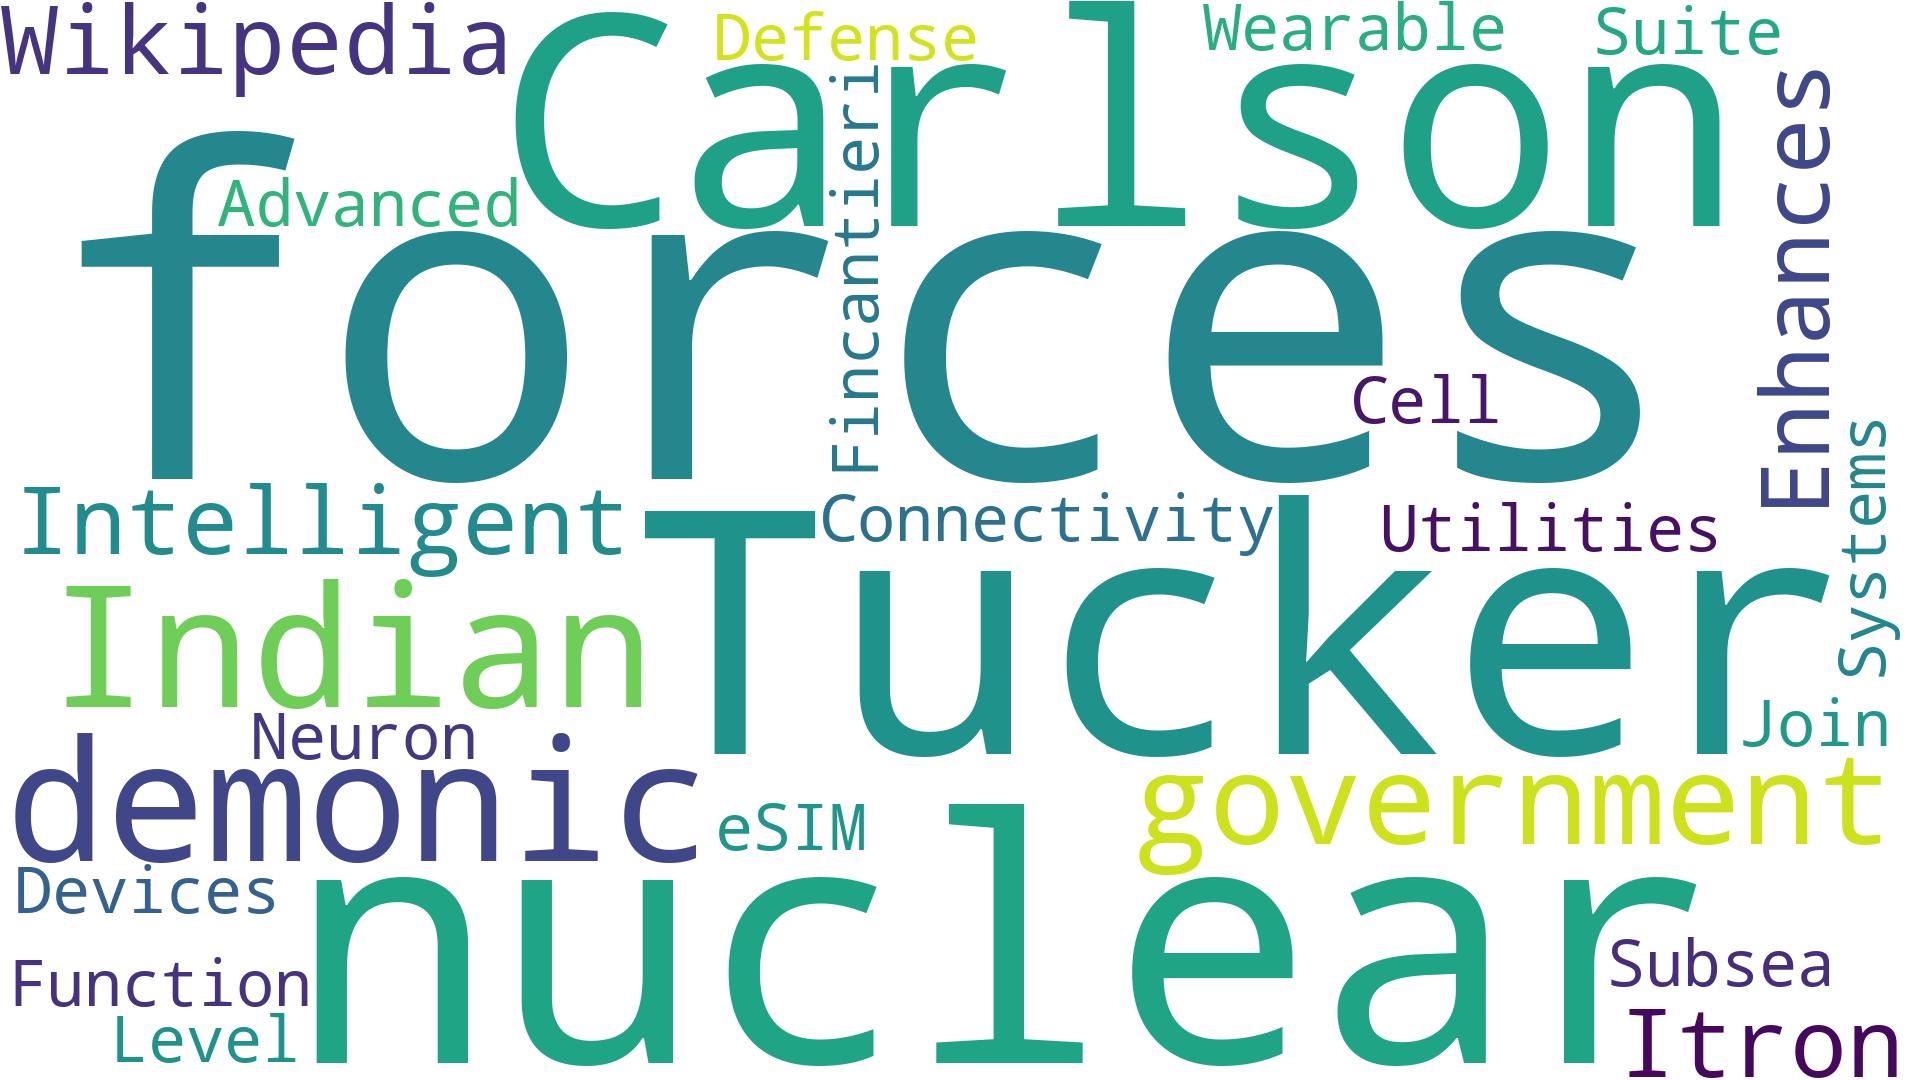 Wikipedia
Carlson
Defense
Wearable
Suite
Fincantieri
Enhances
Advanced
forces
Cell
Systems
Intelligent
Connectivity
Utilities
Tucker
Indian
Join
Neuron
demonic
government
eSIM
Devices
nuclear
Subsea
Function
Level
Itron